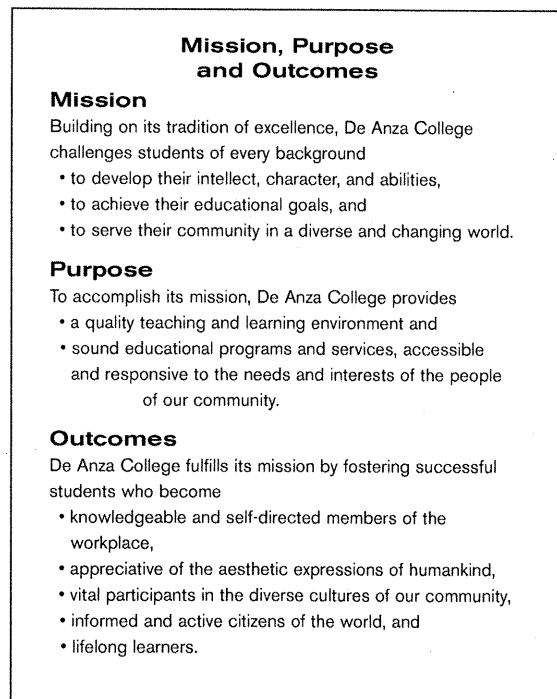 Mission, Purpose
and Outcomes
Mission
Building on its tradition of excellence, De Anza College
challenges students of every background
• to develop their intellect, character, and abilities,
• to achieve their educational goals, and
• to serve their community in a diverse and changing world.
Purpose
To accomplish its mission, De Anza College provides
• a quality teaching and learning environment and
• sound educational programs and services, accessible
and responsive to the needs and interests of the people
of our community.
Outcomes
De Anza College fulfills its mission by fostering successful
students who become
• knowledgeable and self-directed members of the
workplace,
• appreciative of the aesthetic expressions of humankind,
• vital participants in the diverse cultures of our community,
• informed and active citizens of the world, and
• lifelong learners.